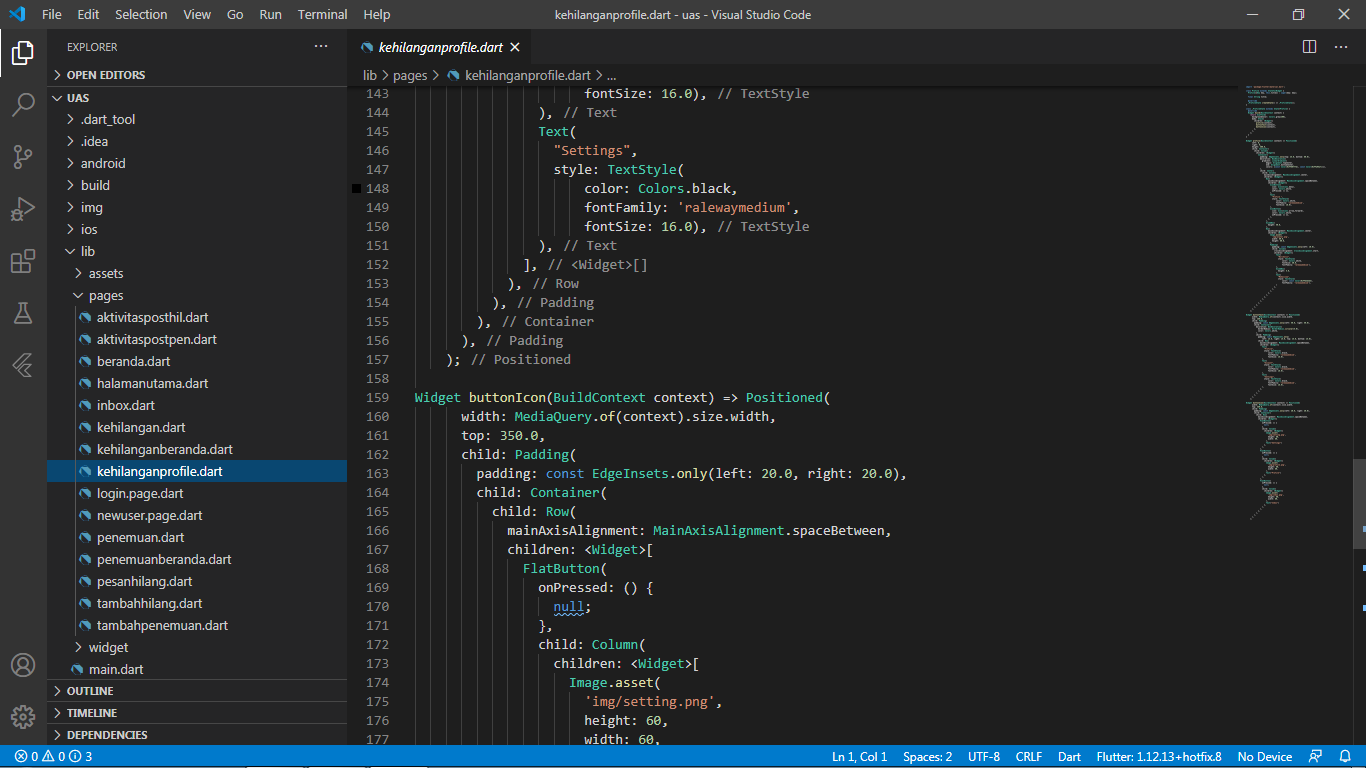 File Edit Selection View Go Run Terminal Help
kehilanganprofile.dart - uas - Visual Studio Code
EXPLORER
OPEN EDITORS
UAS
.dart_tool
.idea
android
build
img
ios
lib
assets
pages
aktivitasposthil.dart
aktivitaspostpen.dart
beranda.dart
halamanutama.dart
inbox.dart
kehilangan.dart
kehilanganberanda.dart
kehilanganprofile.dart
login.page.dart
newuser.page.dart
penemuan.dart
penemuanberanda.dart
pesanhilang.dart
tambahhilang.dart
tambahpenemuan.dart
widget
main.dart
OUTLINE
TIMELINE
DEPENDENCIES
kehilanganprofile.dart
lib > pages > kehilanganprofile.dart > ...
143 fontSize: 16.0), // TextStyle
144 ), // Text
145 Text(
146 "Settings",
147 style: TextStyle(
148 color: Colors.black,
149 fontFamily: 'ralewaymedium',
150 fontSize: 16.0), // TextStyle
151 ), // Text
152 ], // <Widget>[]
153 ), // Row
154 ), // Padding
155 ), // Container
156 ), // Padding
157 ); // Positioned
158
159 Widget buttonIcon(BuildContext context) => Positioned(
160 width: MediaQuery.of(context).size.width,
161 top: 350.0,
162 child: Padding(
163 padding: const EdgeInsets.only(left: 20.0, right: 20.0),
164 child: Container(
165 child: Row(
166 mainAxisAlignment: MainAxisAlignment.spaceBetween,
167 children: <Widget>[
168 FlatButton(
169 onPressed: () {
170 null;
171 },
172 child: Column(
173 children: <Widget>[
174 Image.asset(
175 'img/setting.png',
176 height: 60,
177 width: 60,
0 0 3
Ln 1, Col 1 Spaces: 2 UTF-8 CRLF Dart Flutter: 1.12.13+hotfix.8 No Device